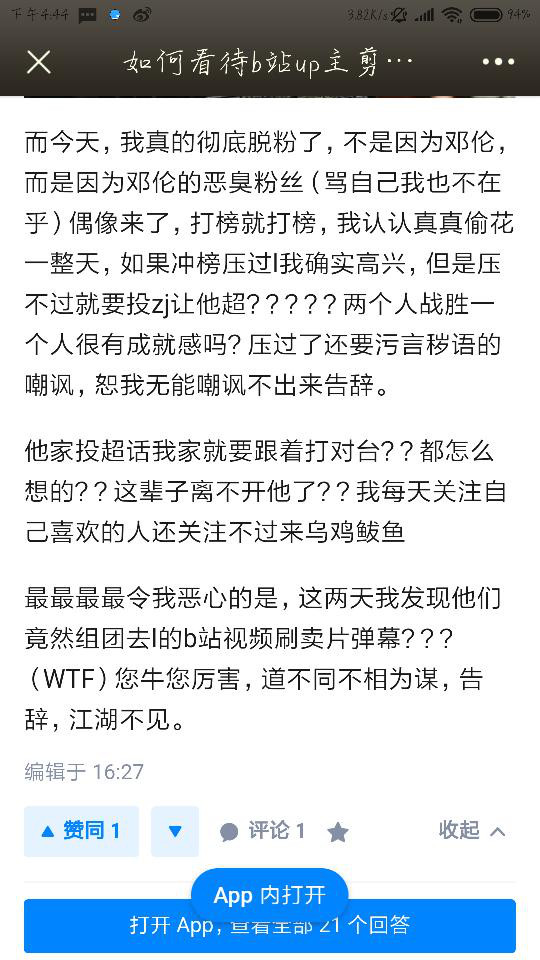 下午4:44
3.82K/s
94%
如何看待b站up主剪…
而今天，我真的彻底脱粉了，不是因为邓伦，
而是因为邓伦的恶臭粉丝（骂自己我也不在
乎）偶像来了，打榜就打榜，我认认真真偷花
一整天，如果冲榜压过l我确实高兴，但是压
不过就要投zj让他超？？？？？两个人战胜一
个人很有成就感吗？压过了还要污言秽语的
嘲讽，恕我无能嘲讽不出来告辞。
他家投超话我家就要跟着打对台？？都怎么
想的？？这辈子离不开他了？？我每天关注自
己喜欢的人还关注不过来乌鸡鲅鱼
最最最最令我恶心的是，这两天我发现他们
竟然组团去l的b站视频刷卖片弹幕？？？
（WTF）您牛您厉害，道不同不相为谋，告
辞，江湖不见。
编辑于 16:27
赞同 1
评论 1
收起
App 内打开
打开 App，查看全部 21 个回答